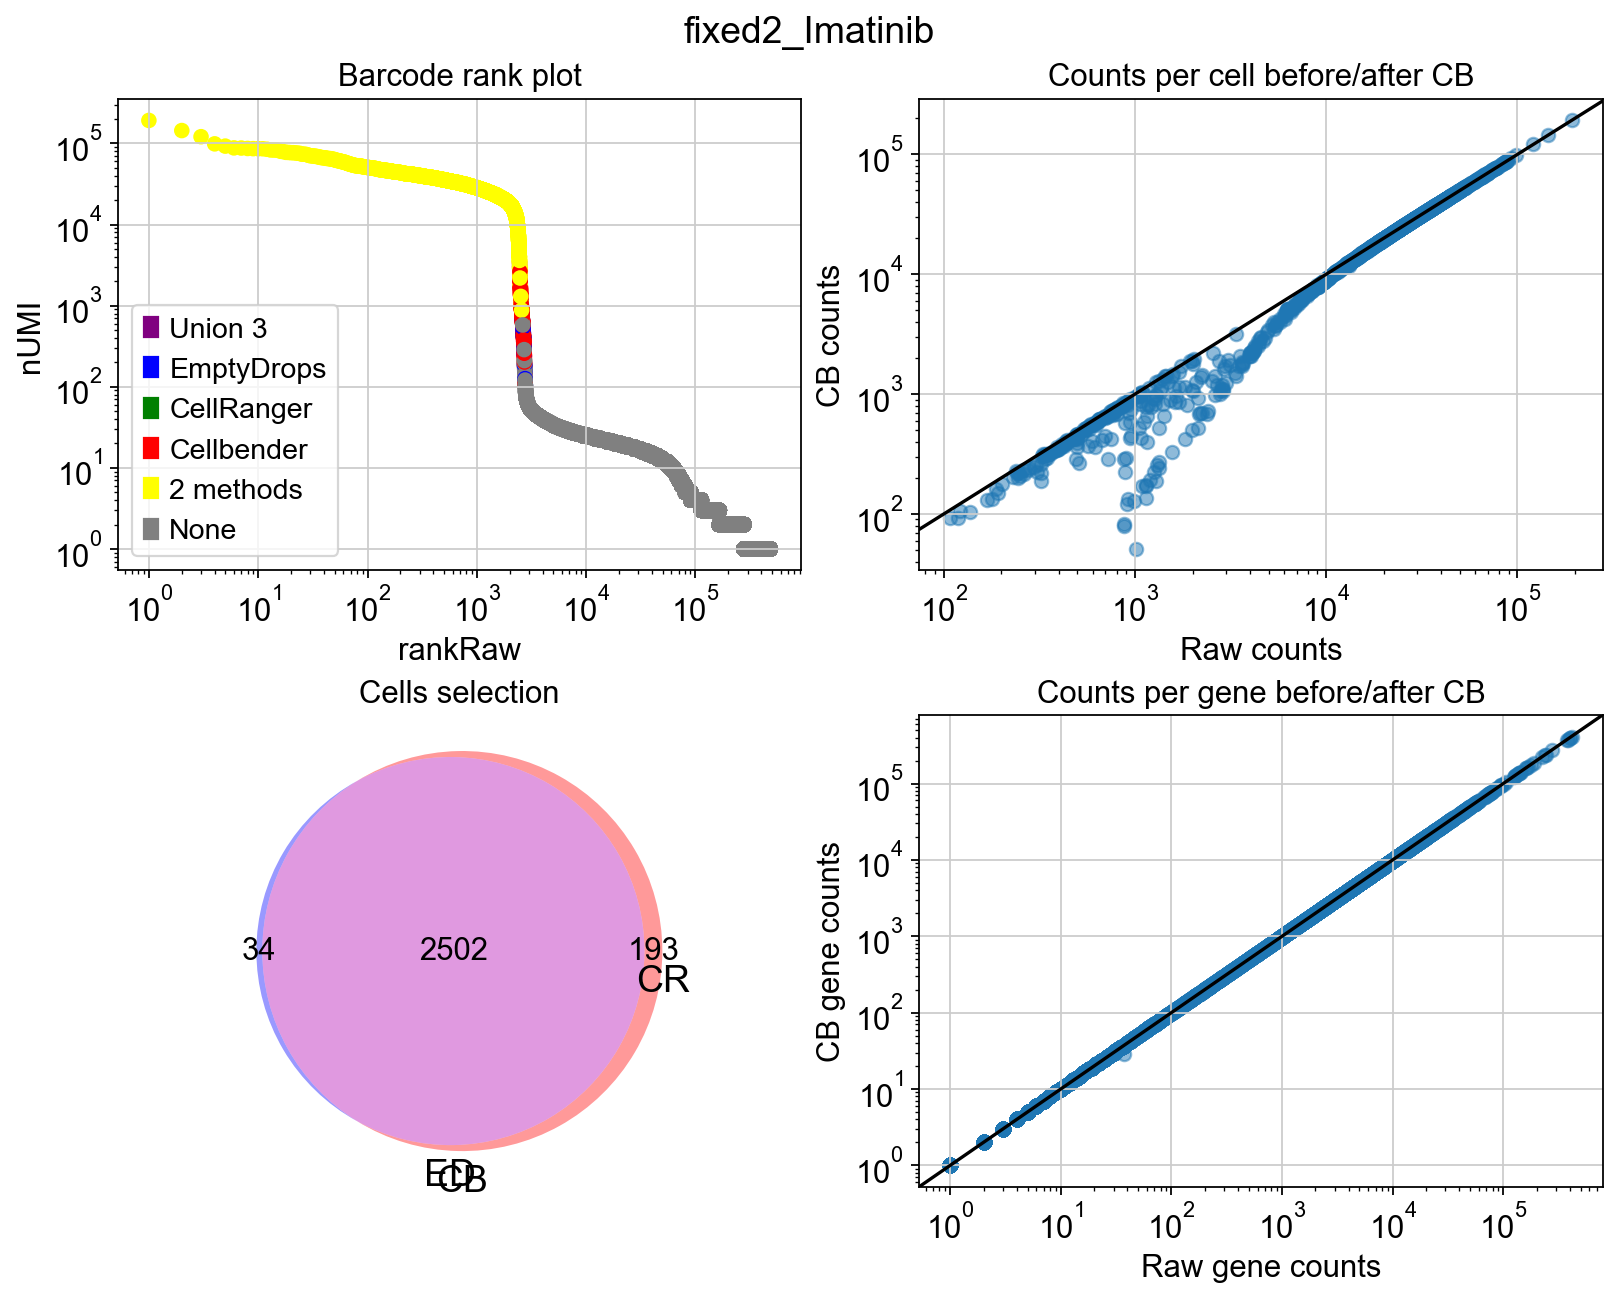 fixed2_Imatinib
Barcode rank plot
nUMI
10^5
10^4
10^3
10^2
10^1
10^0
Union 3
EmptyDrops
CellRanger
Cellbender
2 methods
None
10^0 10^1 10^2 10^3 10^4 10^5
rankRaw
Counts per cell before/after CB
CB counts
10^5
10^4
10^3
10^2
10^2 10^3 10^4 10^5
Raw counts
Cells selection
34 2502 193
CR
ED
CB
Counts per gene before/after CB
CB gene counts
10^5
10^4
10^3
10^2
10^1
10^0
10^0 10^1 10^2 10^3 10^4 10^5
Raw gene counts